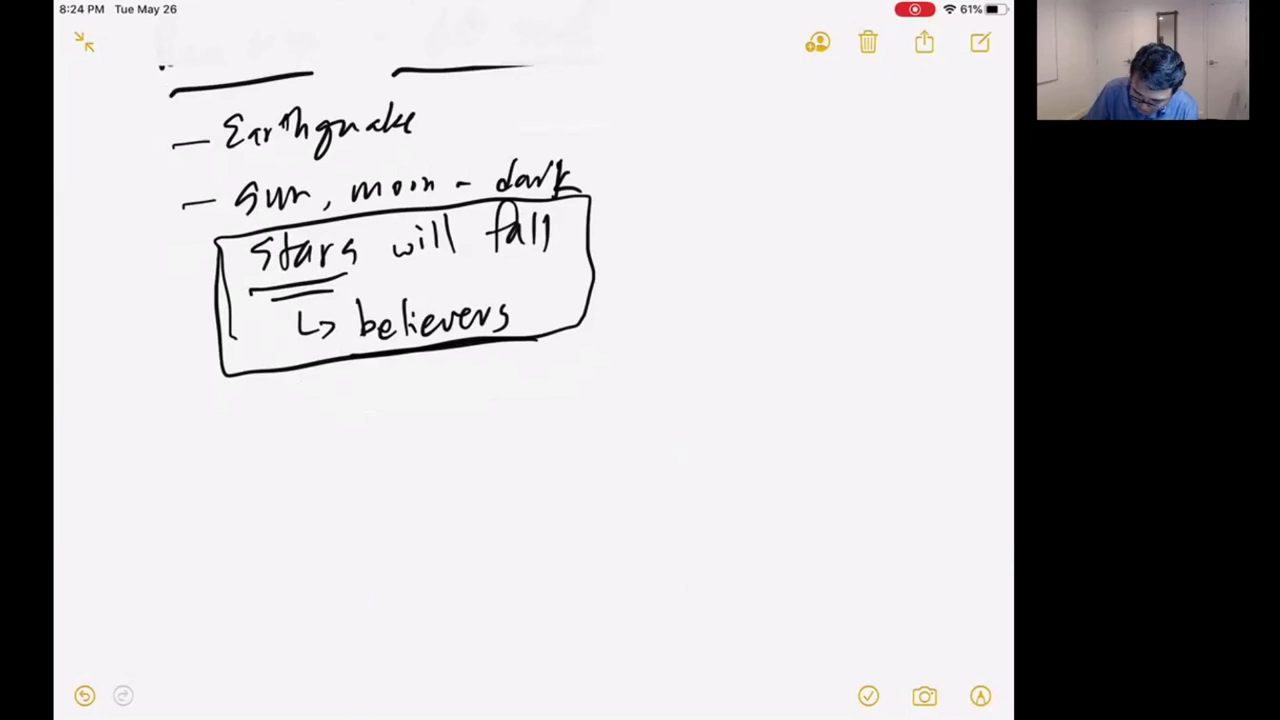 8:24 PM Tue May 26
61%
— Earthquake
— sun, moon - dark
stars will fall
↳ believers